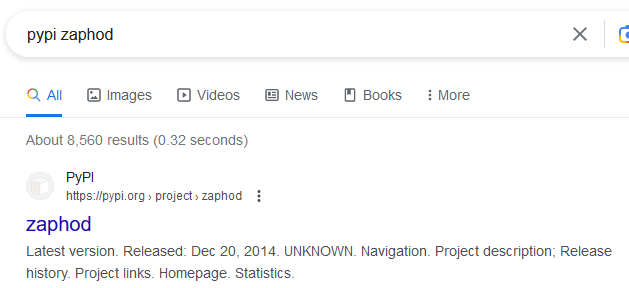 pypi zaphod
All Images Videos News Books More
About 8,560 results (0.32 seconds)
PyPI
https://pypi.org › project › zaphod
zaphod
Latest version. Released: Dec 20, 2014. UNKNOWN. Navigation. Project description; Release
history. Project links. Homepage. Statistics.